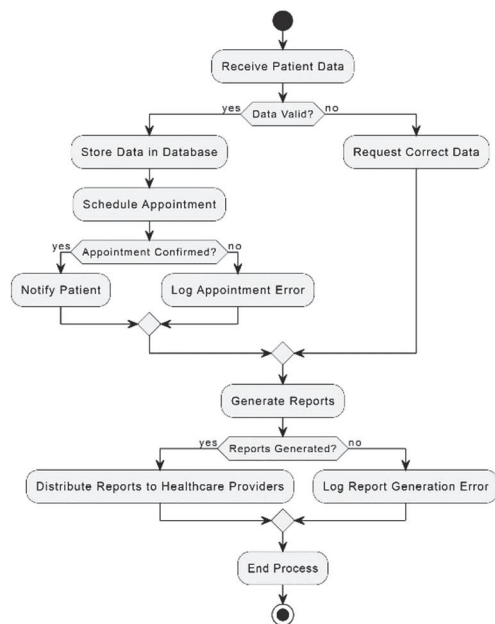 Receive Patient Data
yes
Data Valid?
no
Store Data in Database
Request Correct Data
Schedule Appointment
yes
Appointment Confirmed?
no
Notify Patient
Log Appointment Error
Generate Reports
yes
Reports Generated?
no
Distribute Reports to Healthcare Providers
Log Report Generation Error
End Process